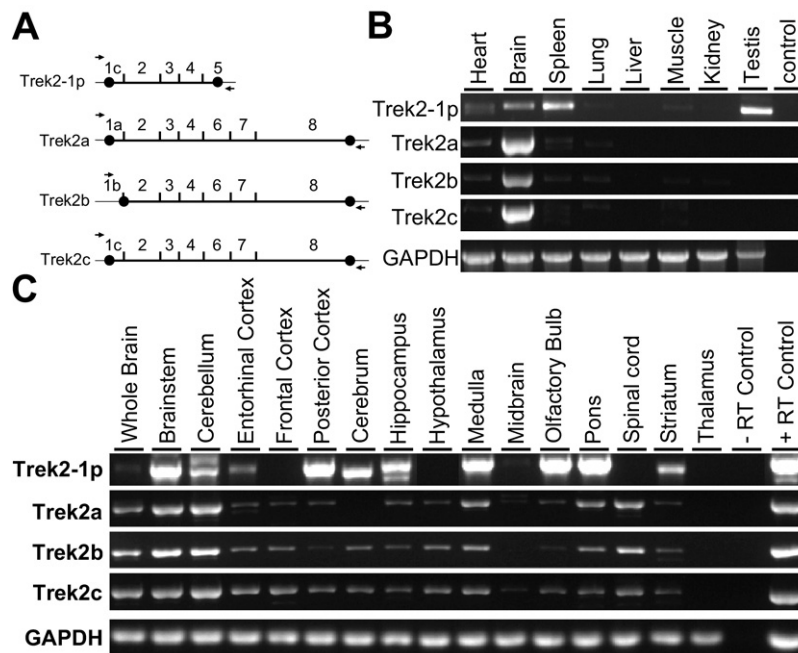 A
1c 2 3 4 5
Trek2-1p
1a 2 3 4 6 7 8
Trek2a
1b 2 3 4 6 7 8
Trek2b
1c 2 3 4 6 7 8
Trek2c
B
Heart Brain Spleen Lung Liver Muscle Kidney Testis control
Trek2-1p
Trek2a
Trek2b
Trek2c
GAPDH
C
Whole Brain Brainstem Cerebellum Entorhinal Cortex Frontal Cortex Posterior Cortex Cerebrum Hippocampus Hypothalamus Medulla Midbrain Olfactory Bulb Pons Spinal cord Striatum Thalamus - RT Control + RT Control
Trek2-1p
Trek2a
Trek2b
Trek2c
GAPDH